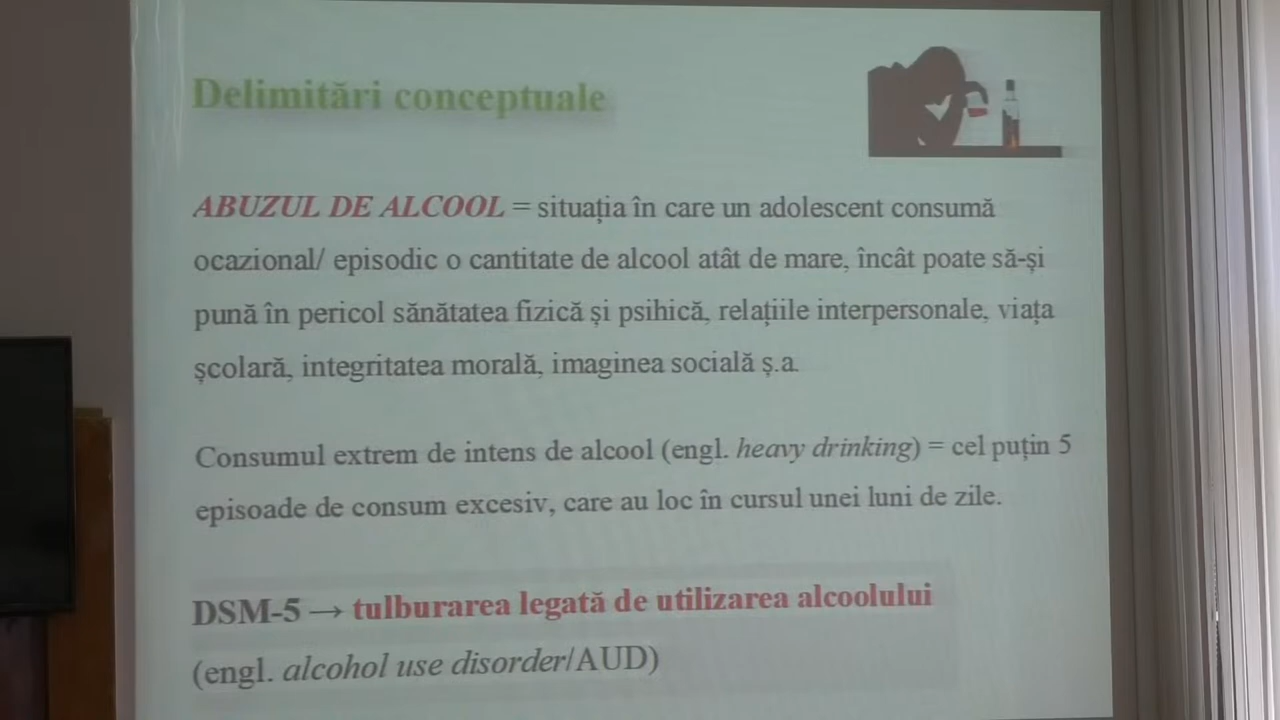 Delimitări conceptuale
ABUZUL DE ALCOOL = situația în care un adolescent consumă
ocazional/ episodic o cantitate de alcool atât de mare, încât poate să-și
pună în pericol sănătatea fizică și psihică, relațiile interpersonale, viața
școlară, integritatea morală, imaginea socială ș.a.
Consumul extrem de intens de alcool (engl. heavy drinking) = cel puțin 5
episoade de consum excesiv, care au loc în cursul unei luni de zile.
DSM-5 → tulburarea legată de utilizarea alcoolului
(engl. alcohol use disorder/AUD)